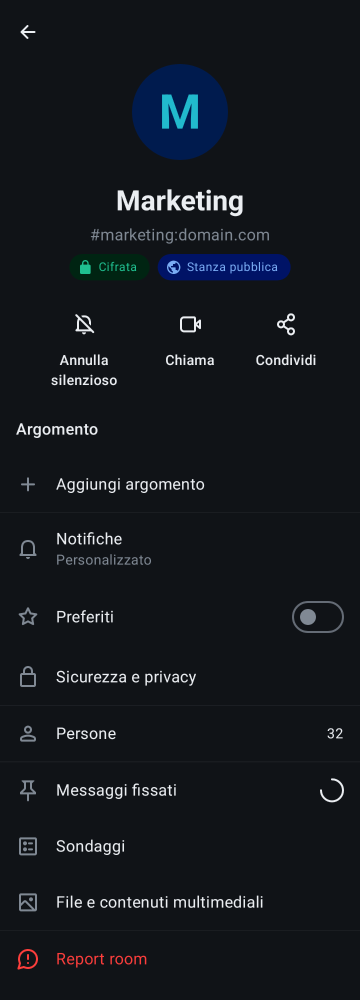 M
Marketing
#marketing:domain.com
Cifrata
Stanza pubblica
Annulla
silenzioso
Chiama
Condividi
Argomento
Aggiungi argomento
Notifiche
Personalizzato
Preferiti
Sicurezza e privacy
Persone 32
Messaggi fissati
Sondaggi
File e contenuti multimediali
Report room